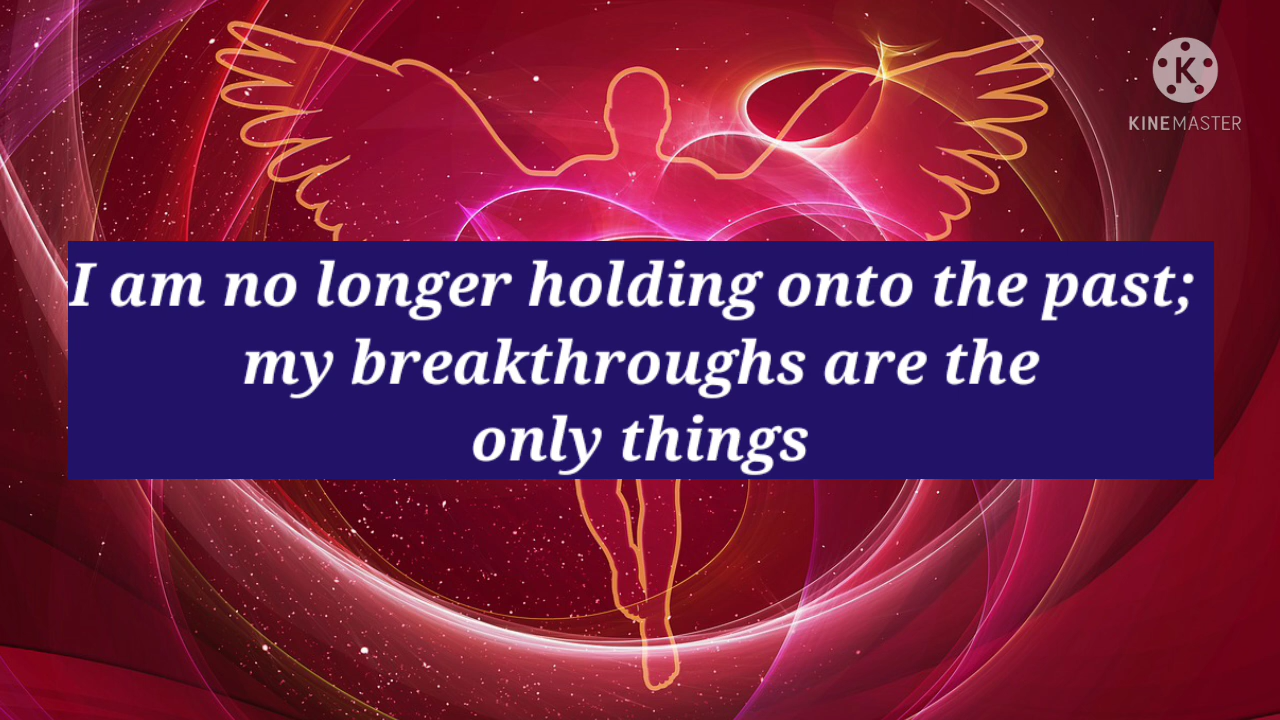 KINEMASTER
I am no longer holding onto the past;
my breakthroughs are the
only things